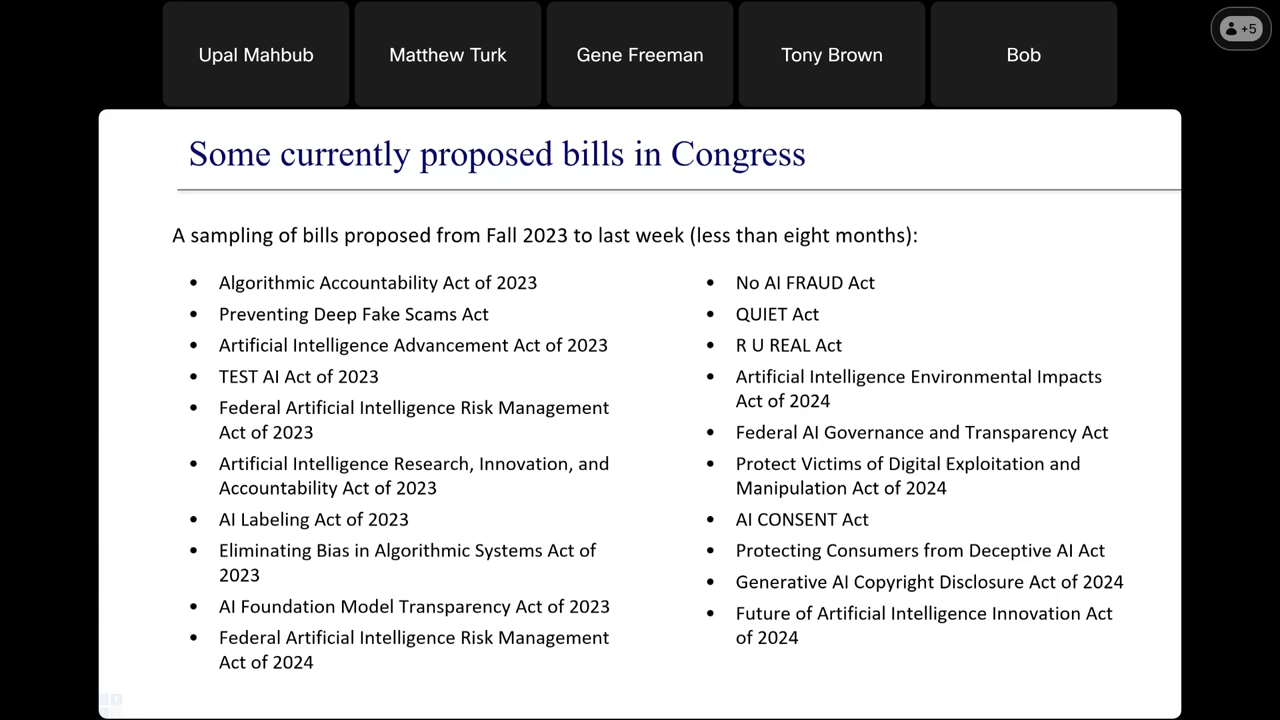 Upal Mahbub
Matthew Turk
Gene Freeman
Tony Brown
Bob
+5
Some currently proposed bills in Congress
A sampling of bills proposed from Fall 2023 to last week (less than eight months):
• Algorithmic Accountability Act of 2023
• Preventing Deep Fake Scams Act
• Artificial Intelligence Advancement Act of 2023
• TEST AI Act of 2023
• Federal Artificial Intelligence Risk Management
Act of 2023
• Artificial Intelligence Research, Innovation, and
Accountability Act of 2023
• AI Labeling Act of 2023
• Eliminating Bias in Algorithmic Systems Act of
2023
• AI Foundation Model Transparency Act of 2023
• Federal Artificial Intelligence Risk Management
Act of 2024
• No AI FRAUD Act
• QUIET Act
• R U REAL Act
• Artificial Intelligence Environmental Impacts
Act of 2024
• Federal AI Governance and Transparency Act
• Protect Victims of Digital Exploitation and
Manipulation Act of 2024
• AI CONSENT Act
• Protecting Consumers from Deceptive AI Act
• Generative AI Copyright Disclosure Act of 2024
• Future of Artificial Intelligence Innovation Act
of 2024